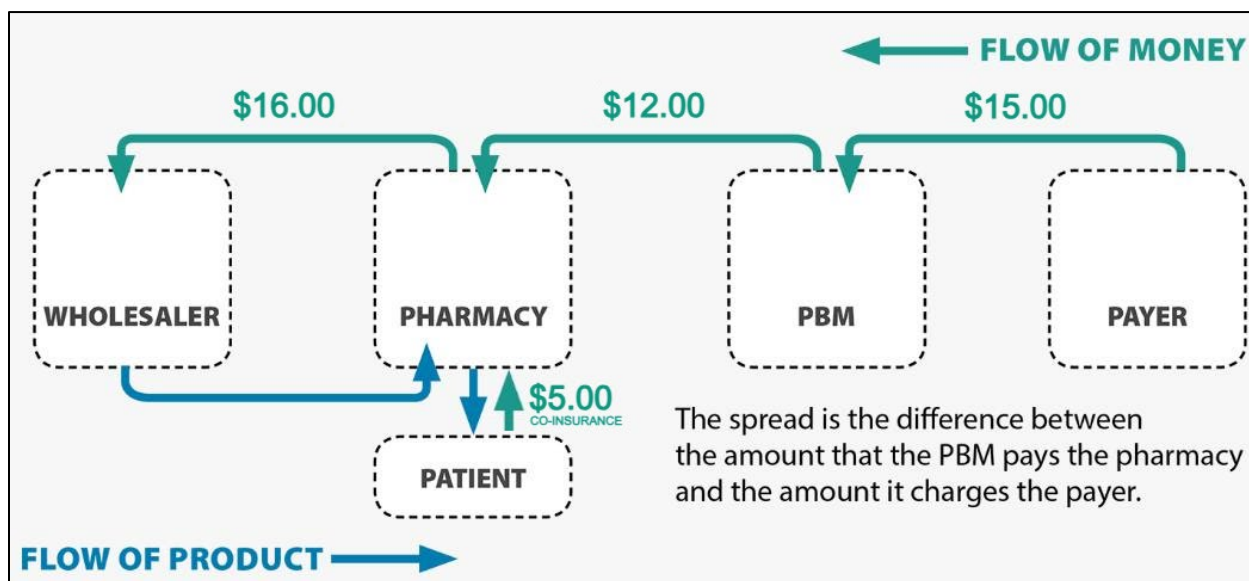 FLOW OF MONEY
$16.00
$12.00
$15.00
WHOLESALER
PHARMACY
PBM
PAYER
$5.00
CO-INSURANCE
PATIENT
The spread is the difference between
the amount that the PBM pays the pharmacy
and the amount it charges the payer.
FLOW OF PRODUCT